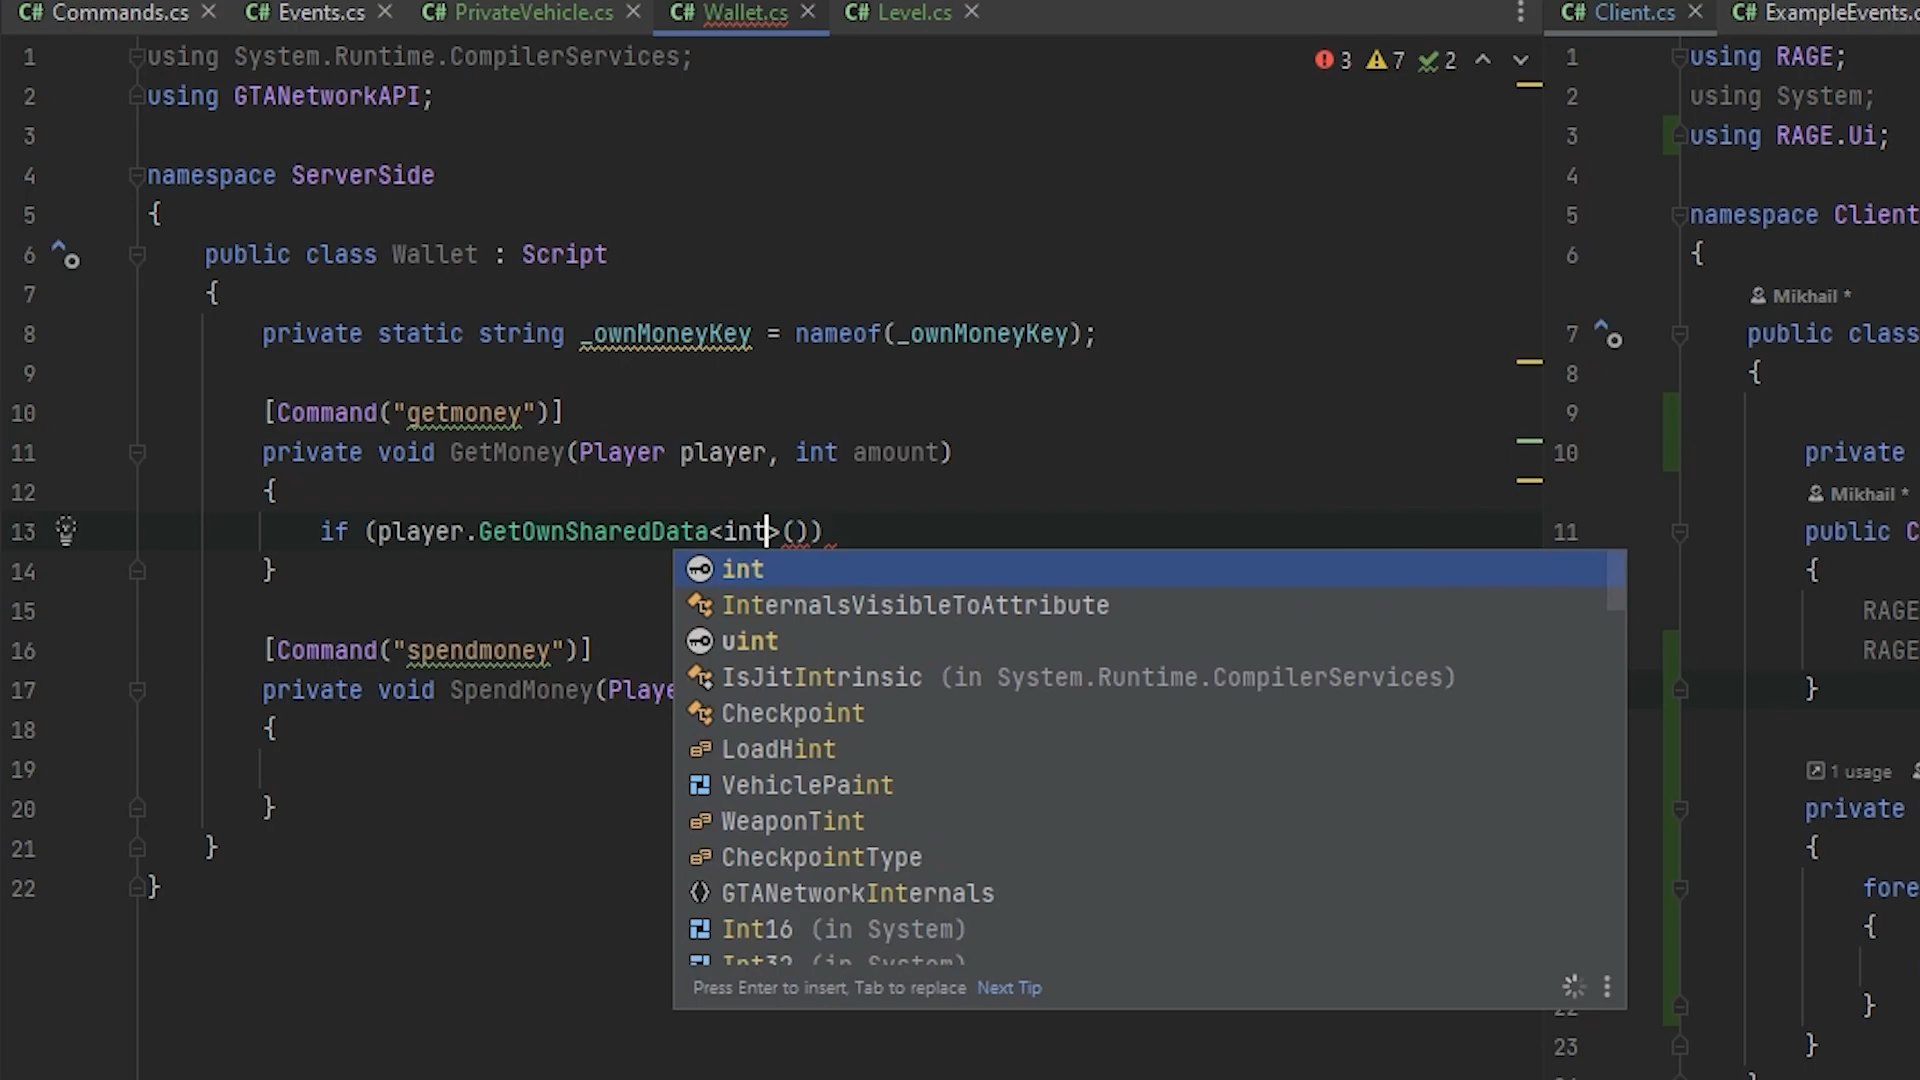 C# Commands.cs × C# Events.cs × C# PrivateVehicle.cs × C# Wallet.cs × C# Level.cs ×
1 using System.Runtime.CompilerServices;
2 using GTANetworkAPI;
3
4 namespace ServerSide
5 {
6 public class Wallet : Script
7 {
8 private static string _ownMoneyKey = nameof(_ownMoneyKey);
9
10 [Command("getmoney")]
11 private void GetMoney(Player player, int amount)
12 {
13 if (player.GetOwnSharedData<int>())
14 }
15
16 [Command("spendmoney")]
17 private void SpendMoney(Playe
18 {
19
20 }
21 }
22 }
3 7 2
int
InternalsVisibleToAttribute
uint
IsJitIntrinsic (in System.Runtime.CompilerServices)
Checkpoint
LoadHint
VehiclePaint
WeaponTint
CheckpointType
GTANetworkInternals
Int16 (in System)
Int32 (in System)
Press Enter to insert, Tab to replace Next Tip
C# Client.cs × C# ExampleEvents.c
1 using RAGE;
2 using System;
3 using RAGE.Ui;
4
5 namespace Client
6 {
Mikhail *
7 public class
8 {
9
10 private
Mikhail *
11 public C
{
RAGE
RAGE
}
1 usage
private
{
fore
{
22 }
23 }